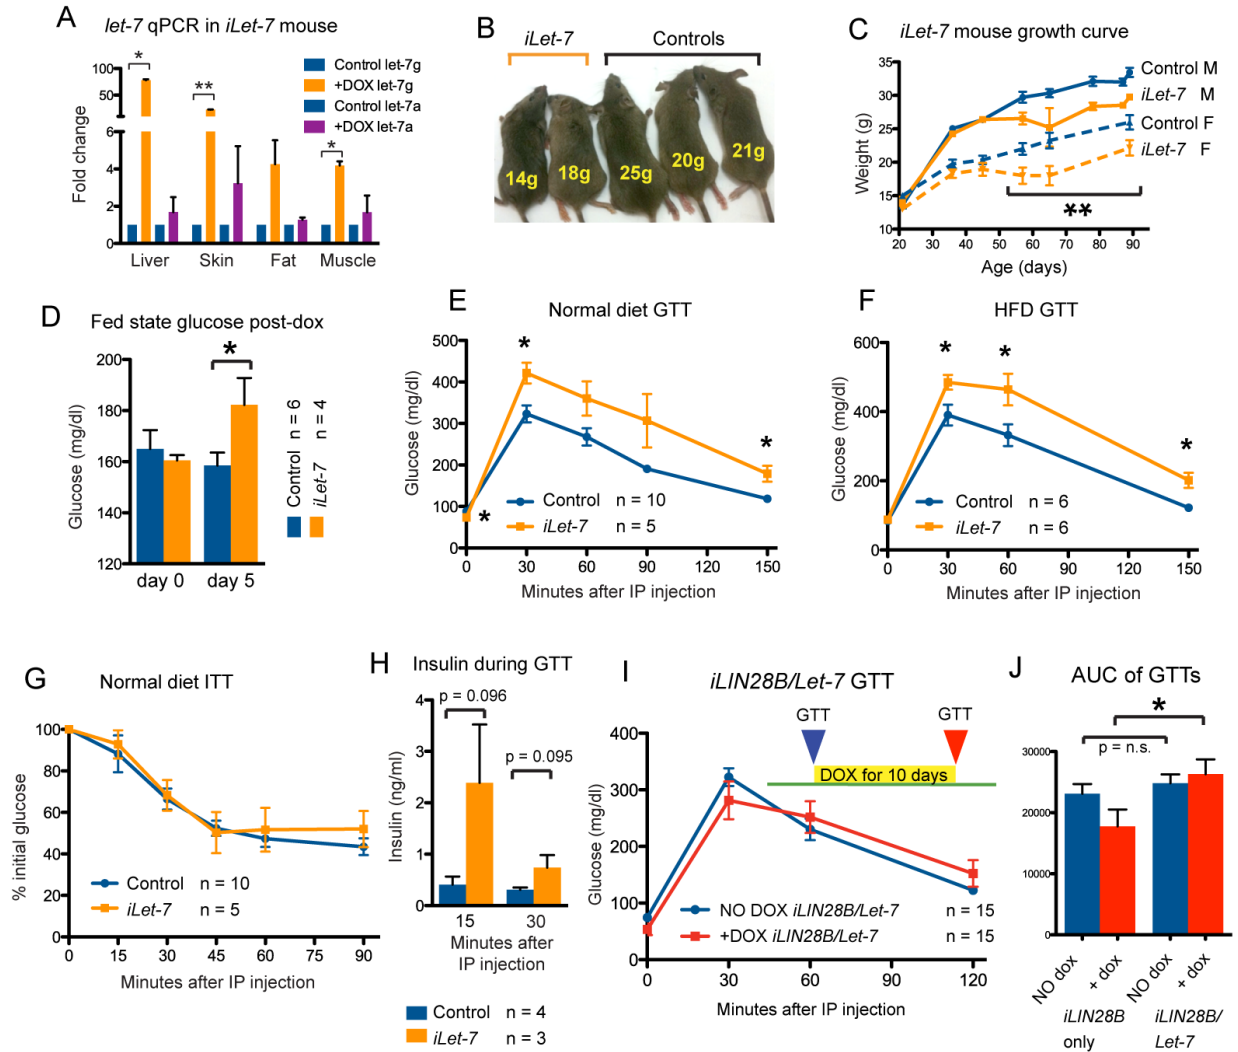 A
let-7 qPCR in iLet-7 mouse
Fold change
100
50
6
4
2
0
*
**
*
Control let-7g
+DOX let-7g
Control let-7a
+DOX let-7a
Liver Skin Fat Muscle
B
iLet-7 Controls
14g 18g 25g 20g 21g
C
iLet-7 mouse growth curve
Weight (g)
35
30
25
20
15
10
Control M
iLet-7 M
Control F
iLet-7 F
**
20 30 40 50 60 70 80 90
Age (days)
D
Fed state glucose post-dox
Glucose (mg/dl)
200
180
160
140
120
*
day 0 day 5
Control n = 6
iLet-7 n = 4
E
Normal diet GTT
Glucose (mg/dl)
500
400
300
200
100
0
*
*
*
Control n = 10
iLet-7 n = 5
0 30 60 90 120 150
Minutes after IP injection
F
HFD GTT
Glucose (mg/dl)
600
400
200
0
* *
*
Control n = 6
iLet-7 n = 6
0 30 60 90 120 150
Minutes after IP injection
G
Normal diet ITT
% initial glucose
100
80
60
40
20
0
Control n = 10
iLet-7 n = 5
0 15 30 45 60 75 90
Minutes after IP injection
H
Insulin during GTT
Insulin (ng/ml)
4
3
2
1
0
p = 0.096
p = 0.095
15 30
Minutes after
IP injection
Control n = 4
iLet-7 n = 3
I
iLIN28B/Let-7 GTT
Glucose (mg/dl)
400
300
200
100
0
GTT GTT
DOX for 10 days
NO DOX iLIN28B/Let-7 n = 15
+DOX iLIN28B/Let-7 n = 15
0 30 60 90 120
Minutes after IP injection
J
AUC of GTTs
*
p = n.s.
30000
20000
10000
0
NO dox + dox NO dox + dox
iLIN28B iLIN28B/
only Let-7